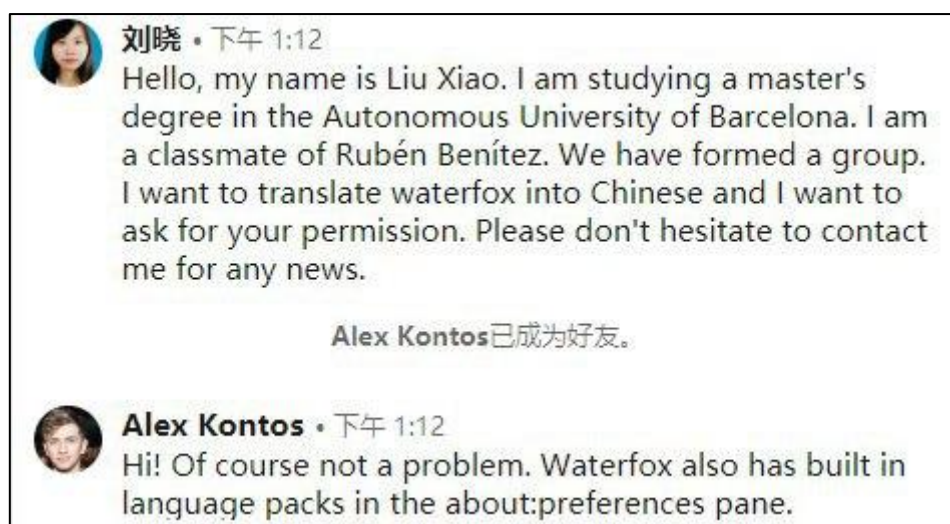 刘晓 • 下午 1:12
Hello, my name is Liu Xiao. I am studying a master's
degree in the Autonomous University of Barcelona. I am
a classmate of Rubén Benítez. We have formed a group.
I want to translate waterfox into Chinese and I want to
ask for your permission. Please don't hesitate to contact
me for any news.
Alex Kontos已成为好友。
Alex Kontos • 下午 1:12
Hi! Of course not a problem. Waterfox also has built in
language packs in the about:preferences pane.